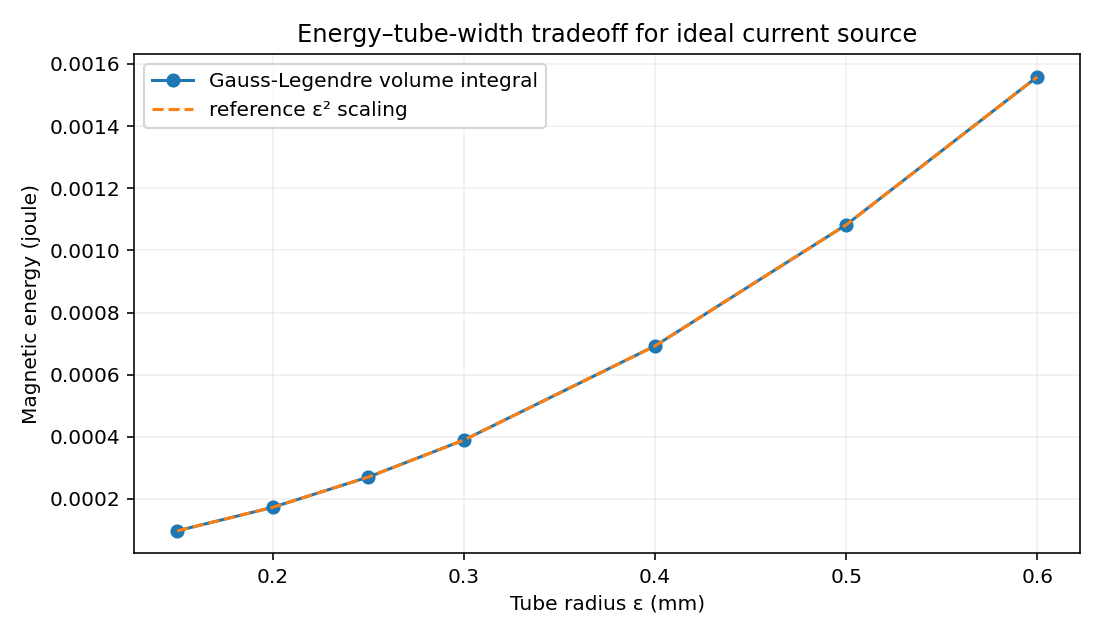 Energy–tube-width tradeoff for ideal current source
Gauss-Legendre volume integral
reference ε² scaling
Magnetic energy (joule)
0.0016
0.0014
0.0012
0.0010
0.0008
0.0006
0.0004
0.0002
0.2 0.3 0.4 0.5 0.6
Tube radius ε (mm)